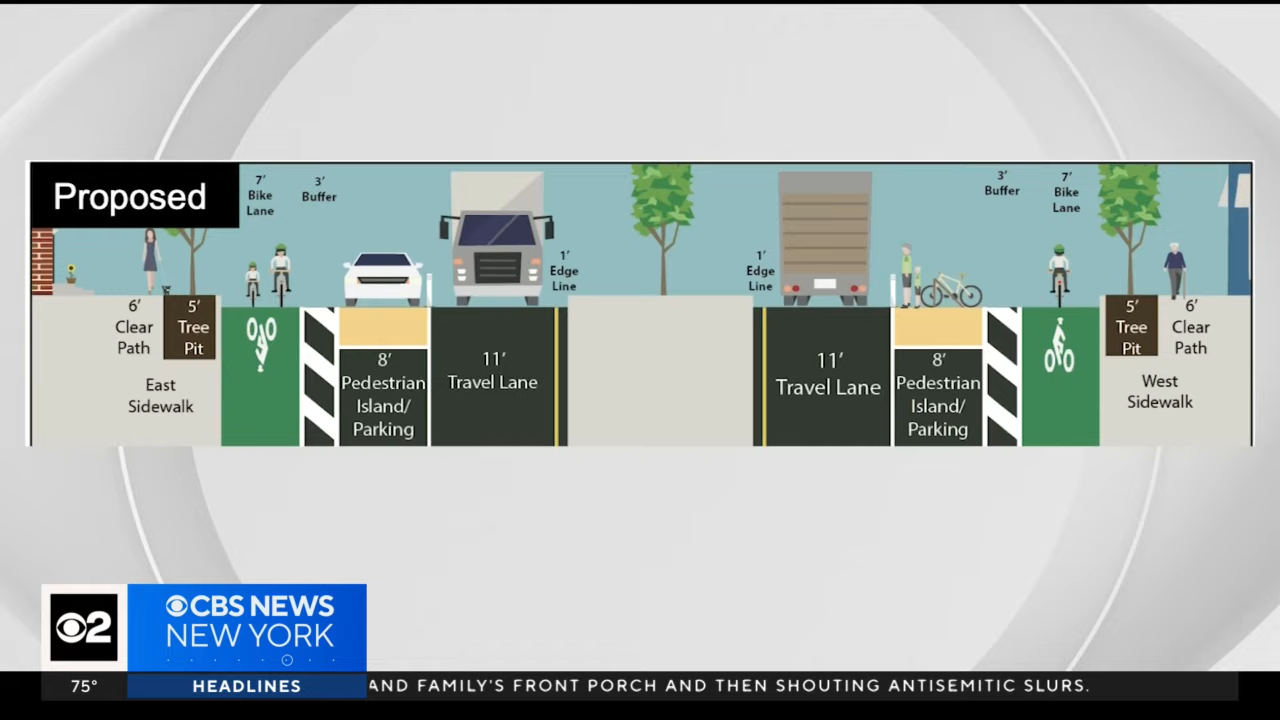 Proposed
7’
Bike
Lane
3’
Buffer
1’
Edge
Line
1’
Edge
Line
3’
Buffer
7’
Bike
Lane
6’
Clear
Path
5’
Tree
Pit
East
Sidewalk
8’
Pedestrian
Island/
Parking
11’
Travel Lane
11’
Travel Lane
8’
Pedestrian
Island/
Parking
5’
Tree
Pit
6’
Clear
Path
West
Sidewalk
2
CBS NEWS
NEW YORK
75°
HEADLINES
AND FAMILY'S FRONT PORCH AND THEN SHOUTING ANTISEMITIC SLURS.